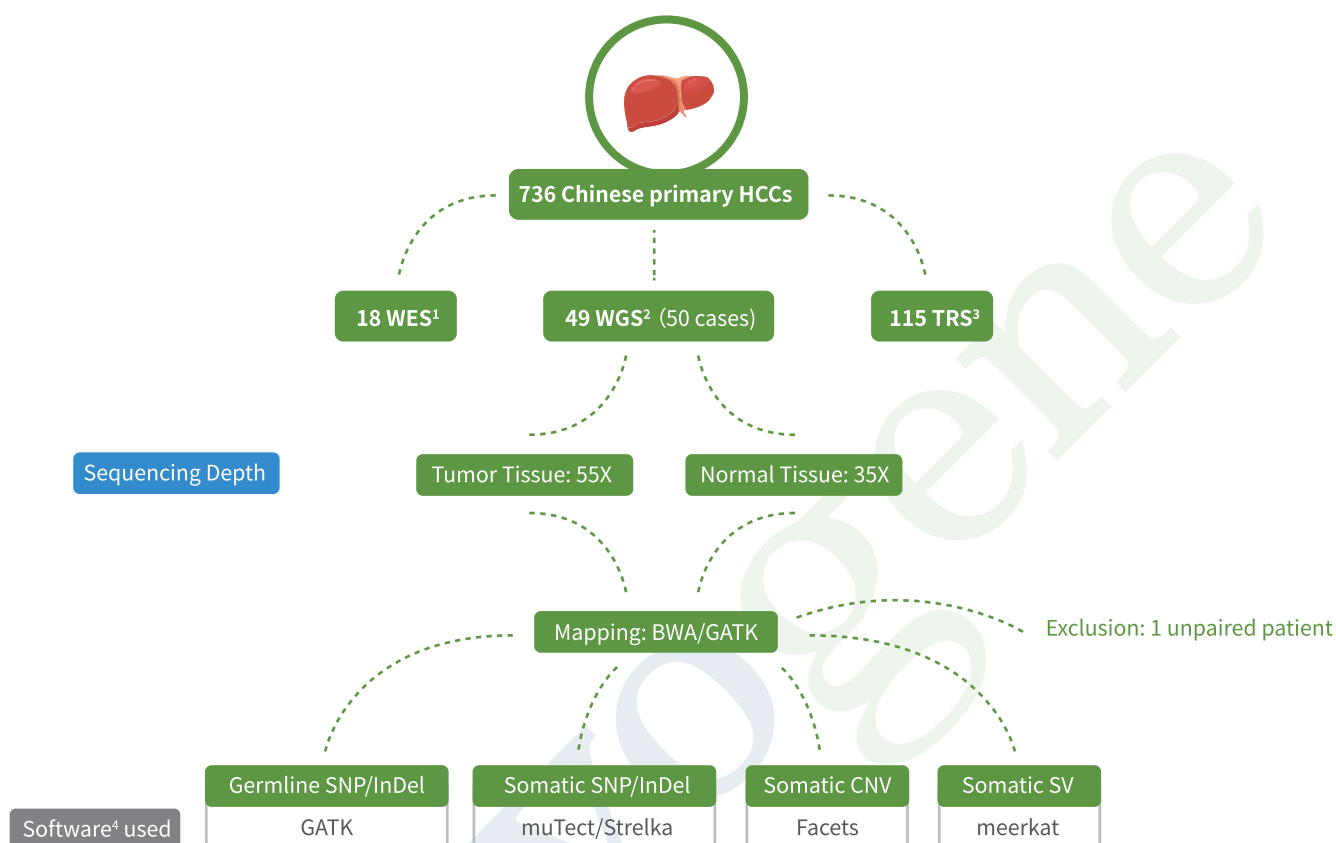 736 Chinese primary HCCs
18 WES¹
49 WGS² (50 cases)
115 TRS³
Sequencing Depth
Tumor Tissue: 55X
Normal Tissue: 35X
Mapping: BWA/GATK
Exclusion: 1 unpaired patient
Germline SNP/InDel
Somatic SNP/InDel
Somatic CNV
Somatic SV
Software⁴ used
GATK
muTect/Strelka
Facets
meerkat
vogene